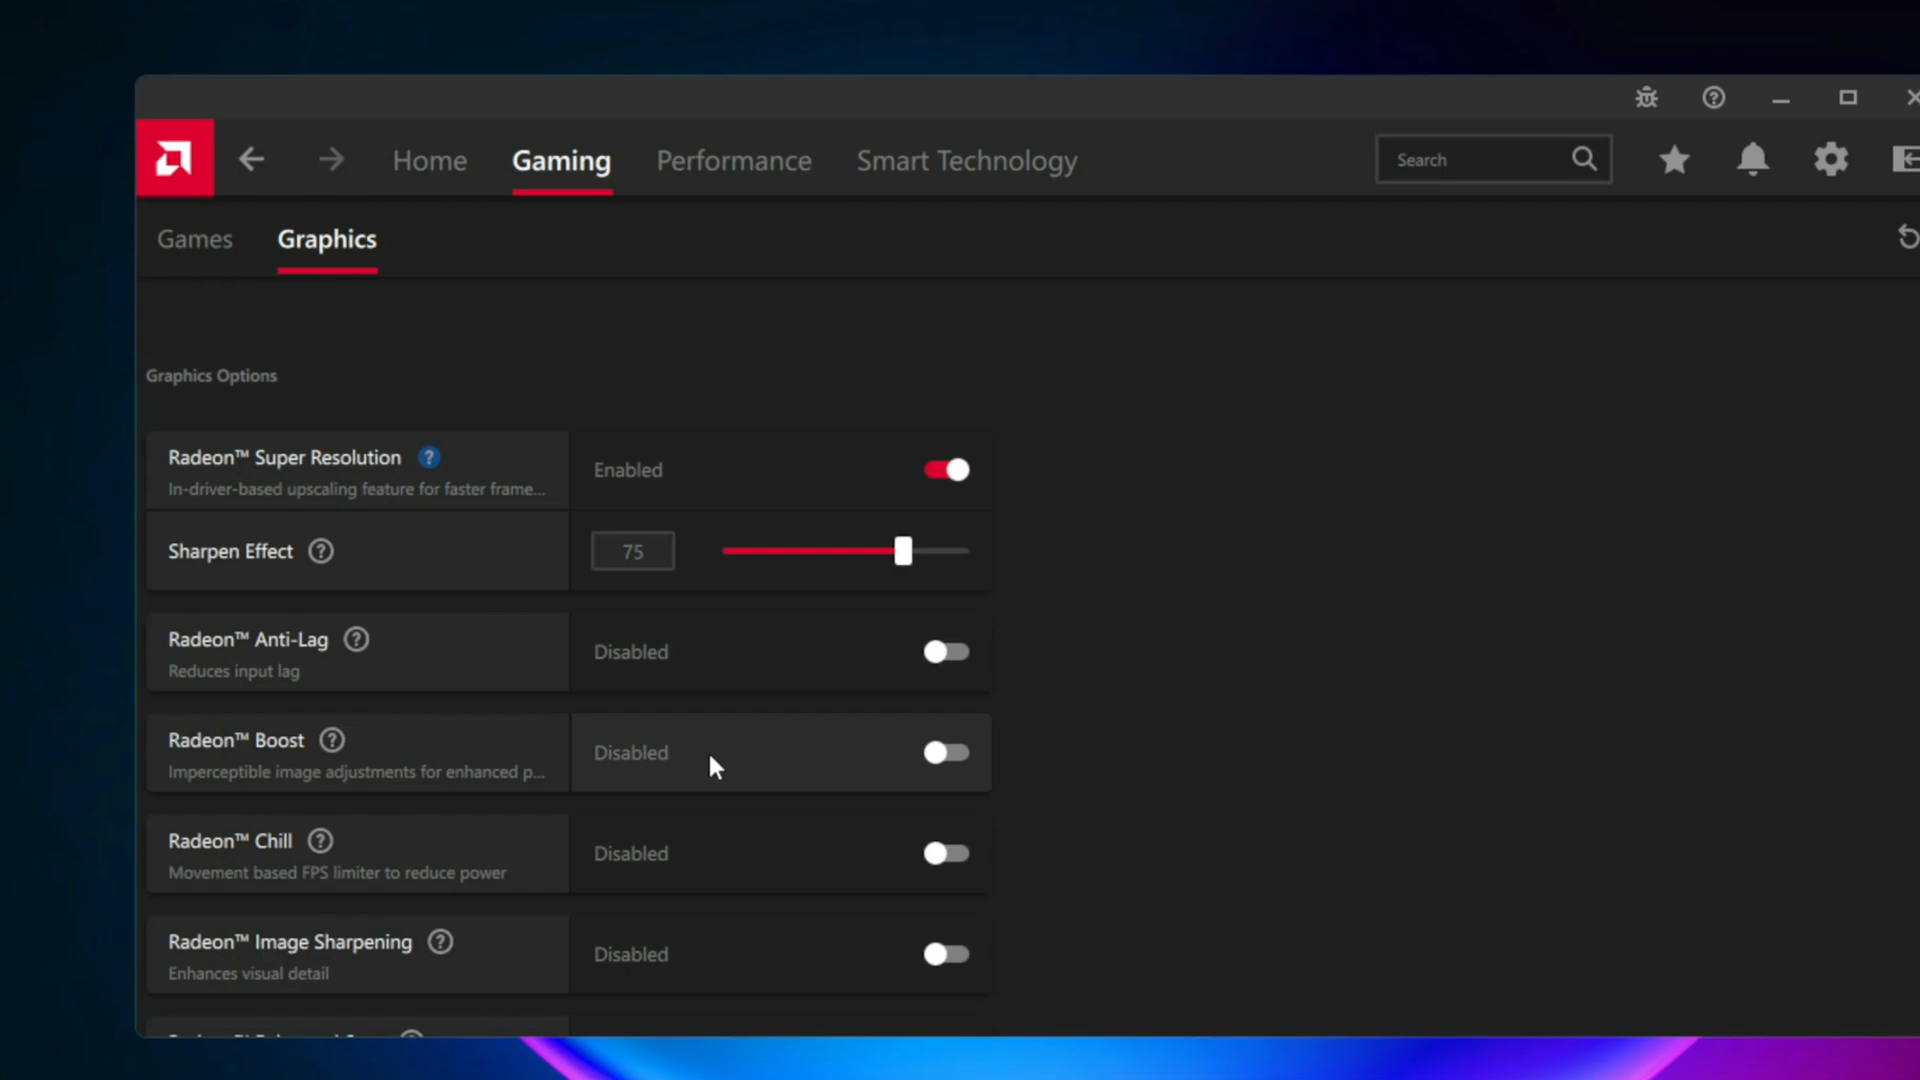 Home
Gaming
Performance
Smart Technology
Search
Games
Graphics
Graphics Options
Radeon™ Super Resolution
In-driver-based upscaling feature for faster frame...
Enabled
Sharpen Effect
75
Radeon™ Anti-Lag
Reduces input lag
Disabled
Radeon™ Boost
Imperceptible image adjustments for enhanced p...
Disabled
Radeon™ Chill
Movement based FPS limiter to reduce power
Disabled
Radeon™ Image Sharpening
Enhances visual detail
Disabled